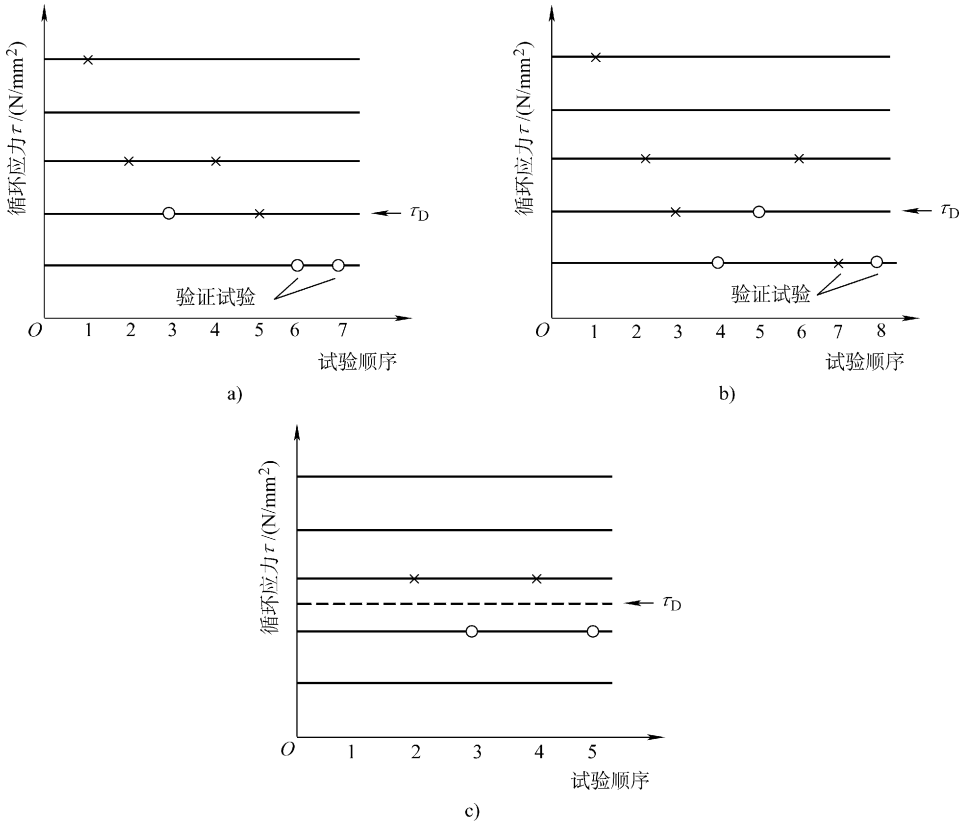 循环应力τ/(N/mm²)
τD
验证试验
O 1 2 3 4 5 6 7
试验顺序
a)
循环应力τ/(N/mm²)
τD
验证试验
O 1 2 3 4 5 6 7 8
试验顺序
b)
循环应力τ/(N/mm²)
τD
O 1 2 3 4 5
试验顺序
c)